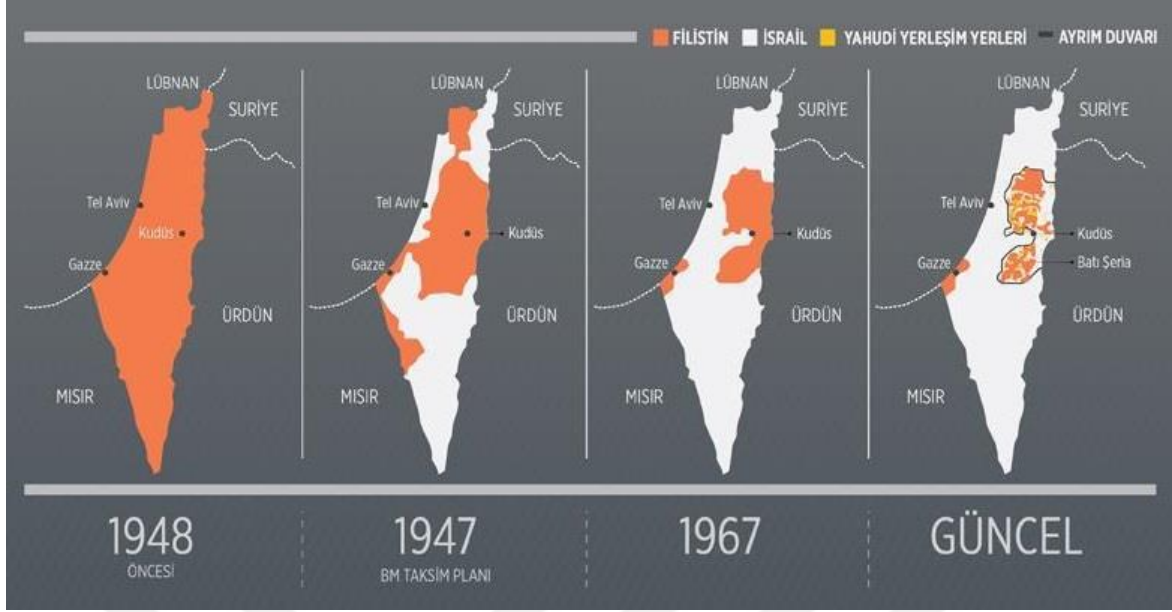 FİLİSTİN İSRAİL YAHUDİ YERLEŞİM YERLERİ AYRIM DUVARI
LÜBNAN
SURİYE
Tel Aviv
Kudüs
Gazze
ÜRDÜN
MISIR
1948
ÖNCESİ
LÜBNAN
SURİYE
Tel Aviv
Kudüs
Gazze
ÜRDÜN
MISIR
1947
BM TAKSİM PLANI
LÜBNAN
SURİYE
Tel Aviv
Kudüs
Gazze
ÜRDÜN
MISIR
1967
LÜBNAN
SURİYE
Tel Aviv
Kudüs
Gazze
Batı Şeria
ÜRDÜN
MISIR
GÜNCEL